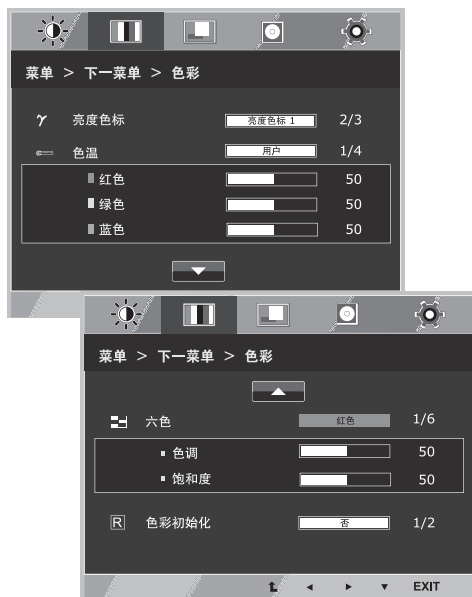 菜单 > 下一菜单 > 色彩
γ 亮度色标 亮度色标 1 2/3
色温 用户 1/4
红色 50
绿色 50
蓝色 50
菜单 > 下一菜单 > 色彩
六色 红色 1/6
色调 50
饱和度 50
R 色彩初始化 否 1/2
EXIT